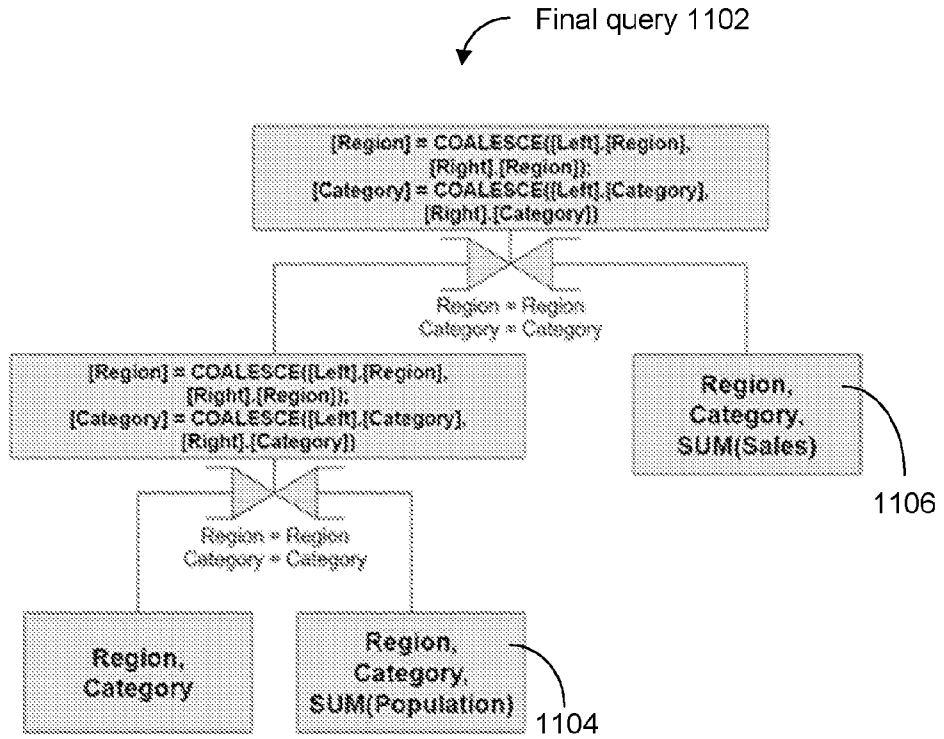 Final query 1102
[Region] = COALESCE([Left].[Region],
[Right].[Region]);
[Category] = COALESCE([Left].[Category],
[Right].[Category])
Region = Region
Category = Category
[Region] = COALESCE([Left].[Region],
[Right].[Region]);
[Category] = COALESCE([Left].[Category],
[Right].[Category])
Region,
Category,
SUM(Sales)
1106
Region = Region
Category = Category
Region,
Category
Region,
Category,
SUM(Population)
1104